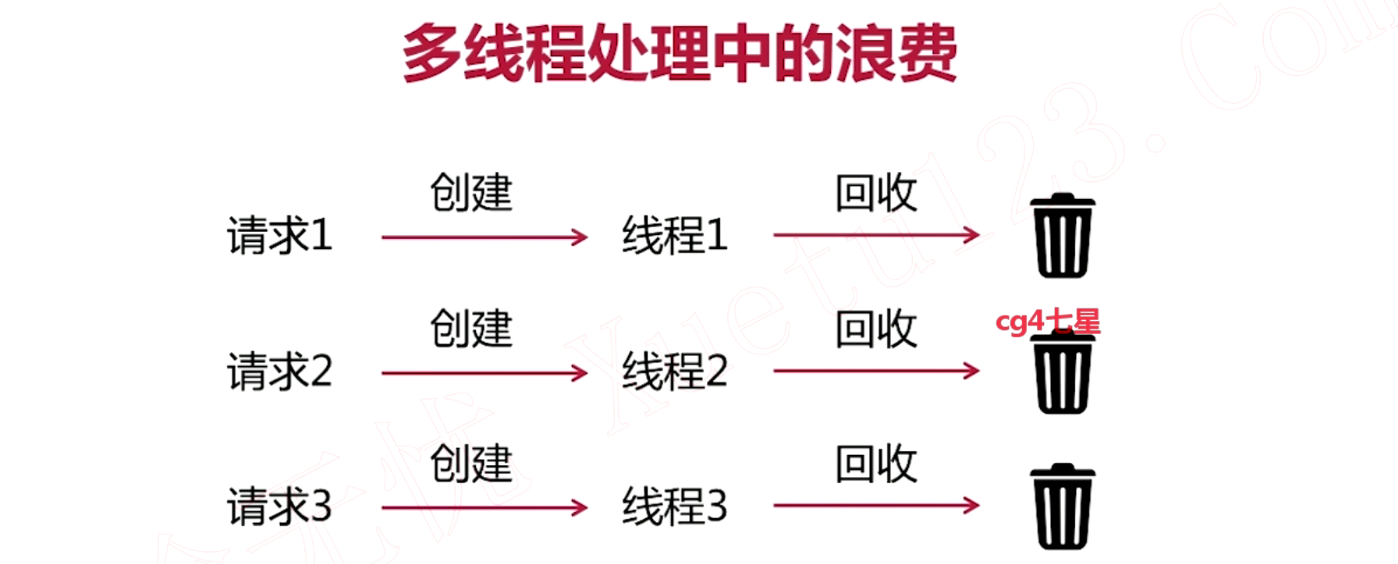 多线程处理中的浪费
创建 回收
请求1 线程1
cg4七星
创建 回收
请求2 线程2
创建 回收
请求3 线程3
Xuetu123.Com